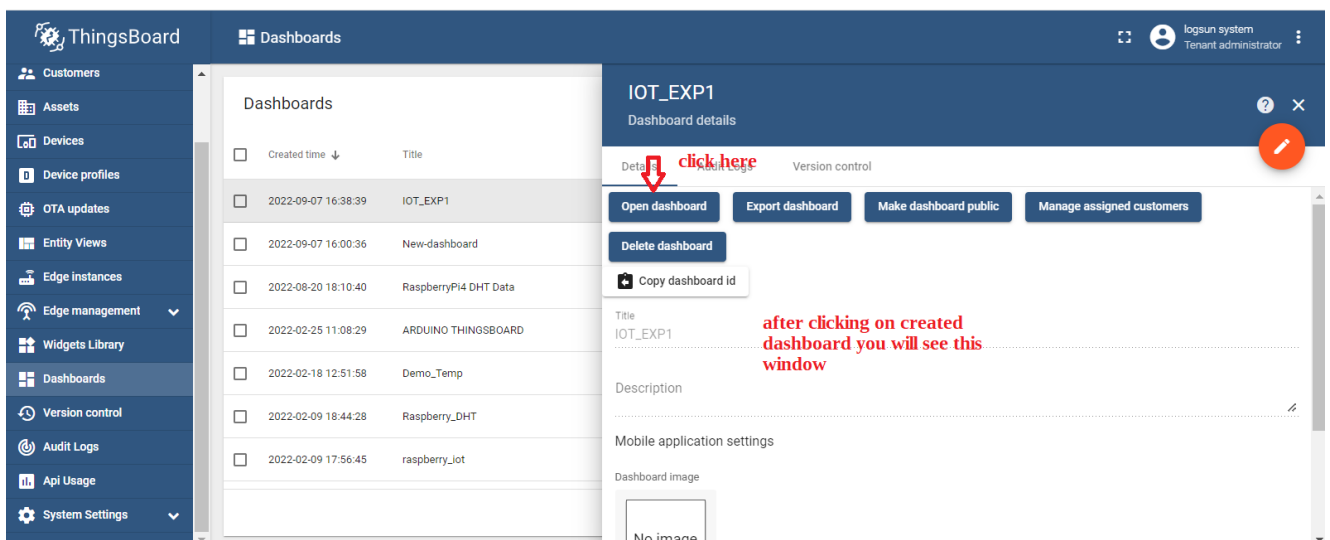 ThingsBoard
Dashboards
logsun system
Tenant administrator
Customers
Assets
Devices
Device profiles
OTA updates
Entity Views
Edge instances
Edge management
Widgets Library
Dashboards
Version control
Audit Logs
Api Usage
System Settings
Dashboards
Created time Title
2022-09-07 16:38:39 IOT_EXP1
2022-09-07 16:00:36 New-dashboard
2022-08-20 18:10:40 RaspberryPi4 DHT Data
2022-02-25 11:08:29 ARDUINO THINGSBOARD
2022-02-18 12:51:58 Demo_Temp
2022-02-09 18:44:28 Raspberry_DHT
2022-02-09 17:56:45 raspberry_iot
IOT_EXP1
Dashboard details
click here
Details Audit Logs Version control
Open dashboard Export dashboard Make dashboard public Manage assigned customers
Delete dashboard
Copy dashboard id
Title
IOT_EXP1
after clicking on created
dashboard you will see this
window
Description
Mobile application settings
Dashboard image
No image